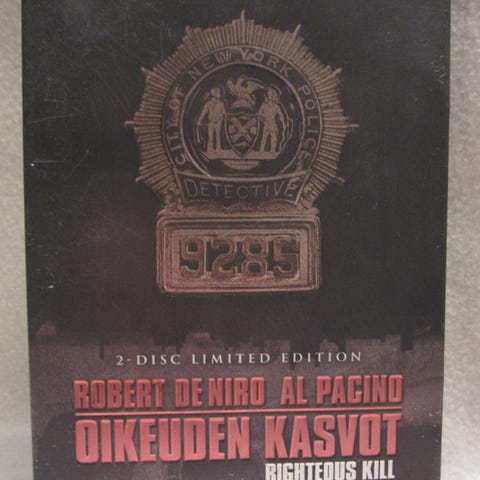 CITY OF NEW YORK POLICE
DETECTIVE
9285
2-DISC LIMITED EDITION
ROBERT DE NIRO AL PACINO
OIKEUDEN KASVOT
RIGHTEOUS KILL